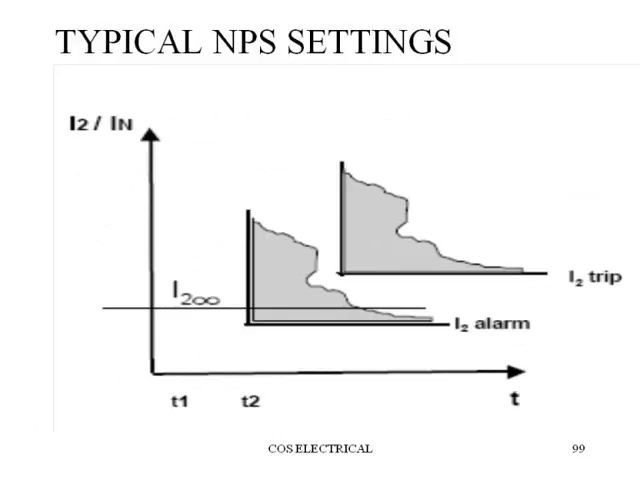 TYPICAL NPS SETTINGS
I2 / IN
I2 trip
I2∞
I2 alarm
t1 t2 t
COS ELECTRICAL 99